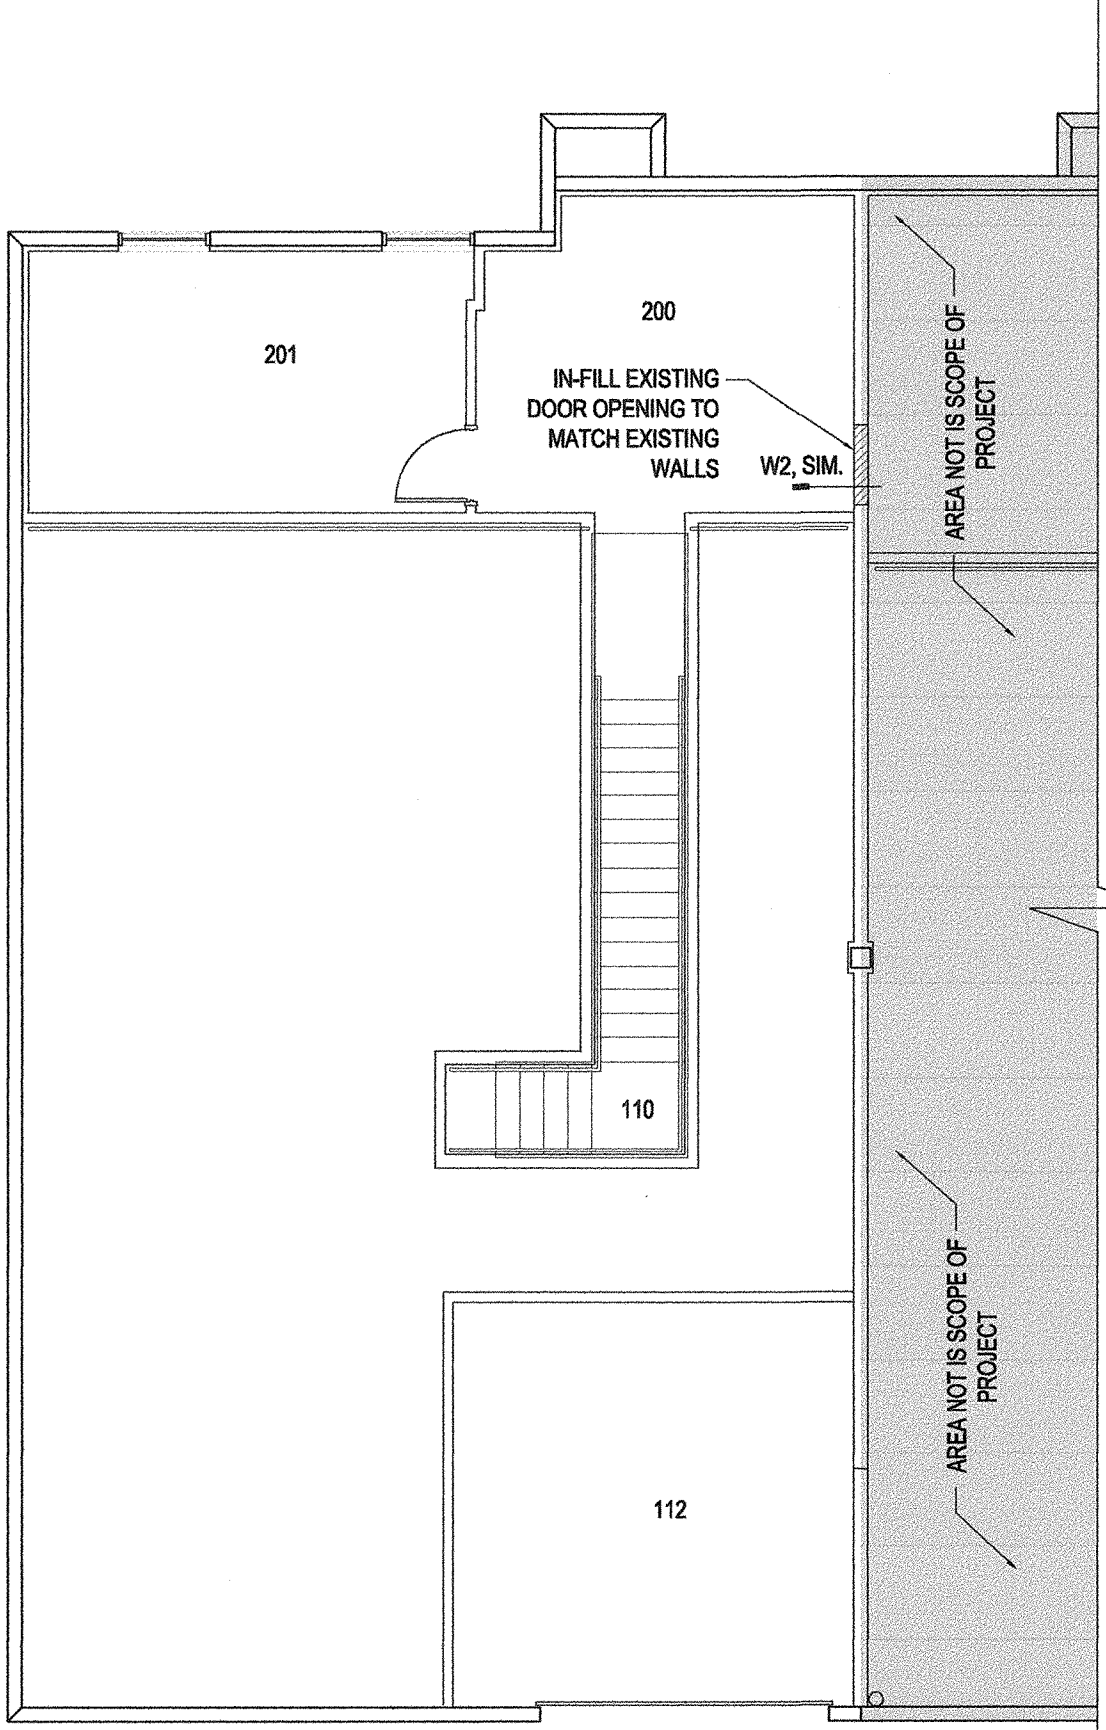 200
201
IN-FILL EXISTING
DOOR OPENING TO
MATCH EXISTING
WALLS
W2, SIM.
AREA NOT IS SCOPE OF
PROJECT
110
AREA NOT IS SCOPE OF
PROJECT
112